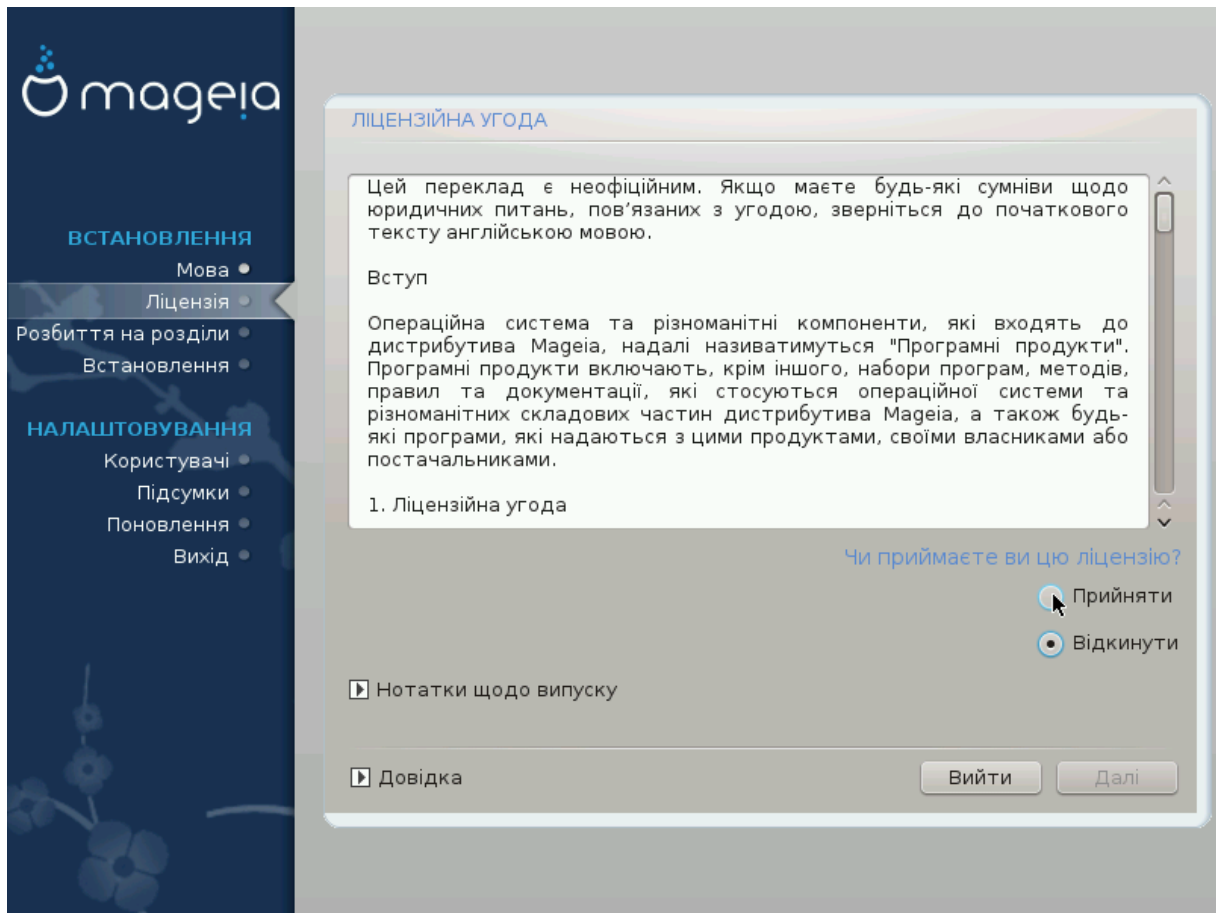 mageia
ВСТАНОВЛЕННЯ
Мова
Ліцензія
Розбиття на розділи
Встановлення
НАЛАШТОВУВАННЯ
Користувачі
Підсумки
Поновлення
Вихід
ЛІЦЕНЗІЙНА УГОДА
Цей переклад є неофіційним. Якщо маєте будь-які сумніви щодо
юридичних питань, пов’язаних з угодою, зверніться до початкового
тексту англійською мовою.
Вступ
Операційна система та різноманітні компоненти, які входять до
дистрибутива Mageia, надалі називатимуться "Програмні продукти".
Програмні продукти включають, крім іншого, набори програм, методів,
правил та документації, які стосуються операційної системи та
різноманітних складових частин дистрибутива Mageia, а також будь-
які програми, які надаються з цими продуктами, своїми власниками або
постачальниками.
1. Ліцензійна угода
Чи приймаєте ви цю ліцензію?
Прийняти
Відкинути
Нотатки щодо випуску
Довідка
Вийти
Далі